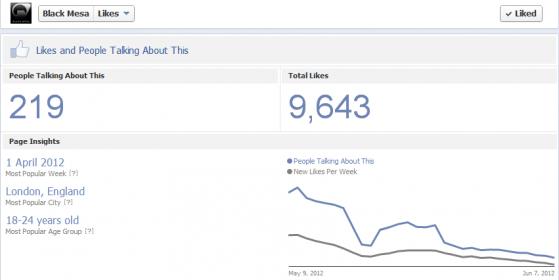 Black Mesa Likes
Liked
Likes and People Talking About This
People Talking About This
219
Total Likes
9,643
Page Insights
1 April 2012
Most Popular Week [?]
London, England
Most Popular City [?]
18-24 years old
Most Popular Age Group [?]
People Talking About This
New Likes Per Week
May 9, 2012
Jun 7, 2012